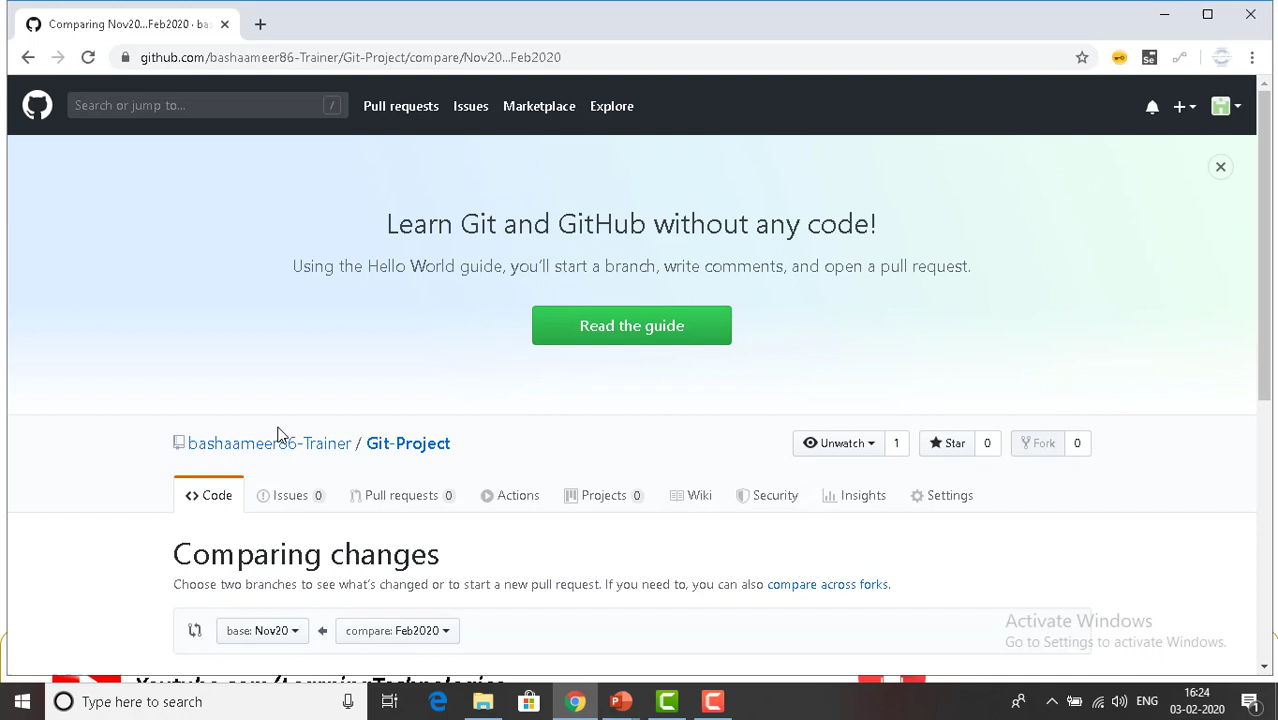 Comparing Nov20...Feb2020 · ba
github.com/bashaameer86-Trainer/Git-Project/compare/Nov20...Feb2020
Se
Search or jump to... /
Pull requests Issues Marketplace Explore
Learn Git and GitHub without any code!
Using the Hello World guide, you'll start a branch, write comments, and open a pull request.
Read the guide
bashaameer86-Trainer / Git-Project
Unwatch 1 Star 0 Fork 0
Code Issues 0 Pull requests 0 Actions Projects 0 Wiki Security Insights Settings
Comparing changes
Choose two branches to see what's changed or to start a new pull request. If you need to, you can also compare across forks.
base: Nov20 compare: Feb2020
Activate Windows
Go to Settings to activate Windows.
Youtube.com/LearningTechnologies
Type here to search
ENG
16:24
03-02-2020
1